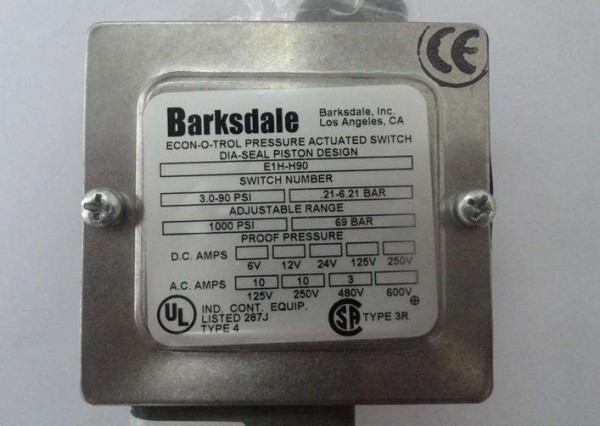 CE
Barksdale
Barksdale, Inc.
Los Angeles, CA
ECON-O-TROL PRESSURE ACTUATED SWITCH
DIA-SEAL PISTON DESIGN
E1H-H90
SWITCH NUMBER
3.0-90 PSI .21-6.21 BAR
ADJUSTABLE RANGE
1000 PSI 69 BAR
PROOF PRESSURE
D.C. AMPS
6V 12V 24V 125V 250V
A.C. AMPS 10 10 3
125V 250V 480V 600V
UL IND. CONT. EQUIP.
LISTED 287J
TYPE 4
SA TYPE 3R